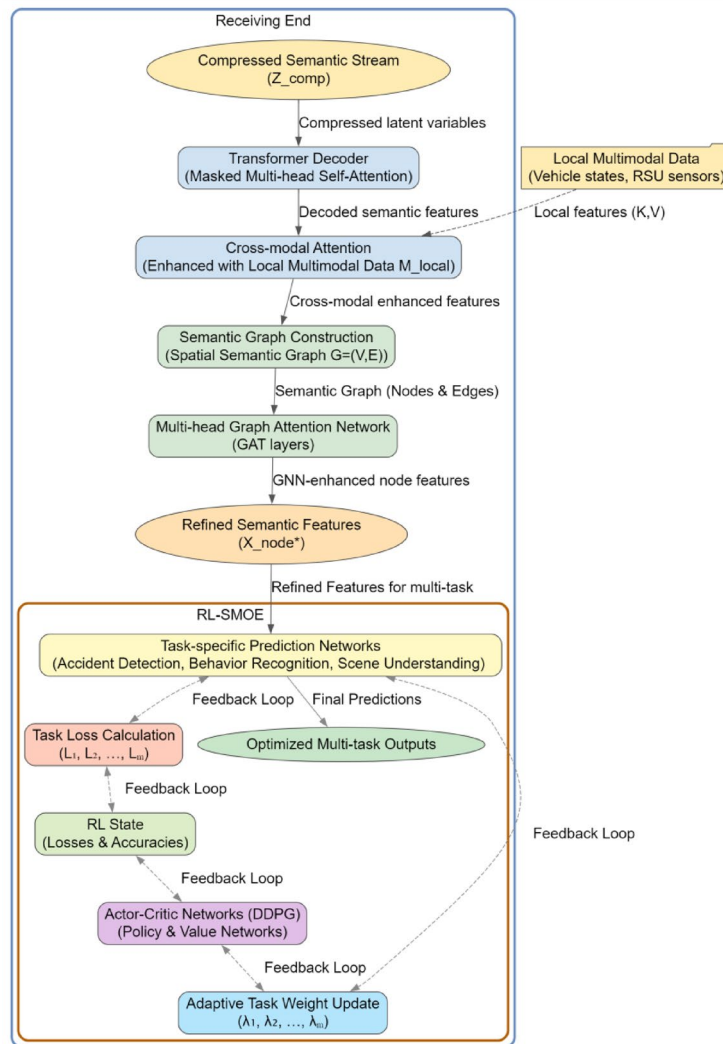 Receiving End
Compressed Semantic Stream
(Z_comp)
Compressed latent variables
Transformer Decoder
(Masked Multi-head Self-Attention)
Local Multimodal Data
(Vehicle states, RSU sensors)
Decoded semantic features
Local features (K,V)
Cross-modal Attention
(Enhanced with Local Multimodal Data M_local)
Cross-modal enhanced features
Semantic Graph Construction
(Spatial Semantic Graph G=(V,E))
Semantic Graph (Nodes & Edges)
Multi-head Graph Attention Network
(GAT layers)
GNN-enhanced node features
Refined Semantic Features
(X_node*)
Refined Features for multi-task
RL-SMOE
Task-specific Prediction Networks
(Accident Detection, Behavior Recognition, Scene Understanding)
Feedback Loop
Final Predictions
Task Loss Calculation
(L₁, L₂, ..., Lₘ)
Optimized Multi-task Outputs
Feedback Loop
RL State
(Losses & Accuracies)
Feedback Loop
Feedback Loop
Actor-Critic Networks (DDPG)
(Policy & Value Networks)
Feedback Loop
Adaptive Task Weight Update
(λ₁, λ₂, ..., λₘ)